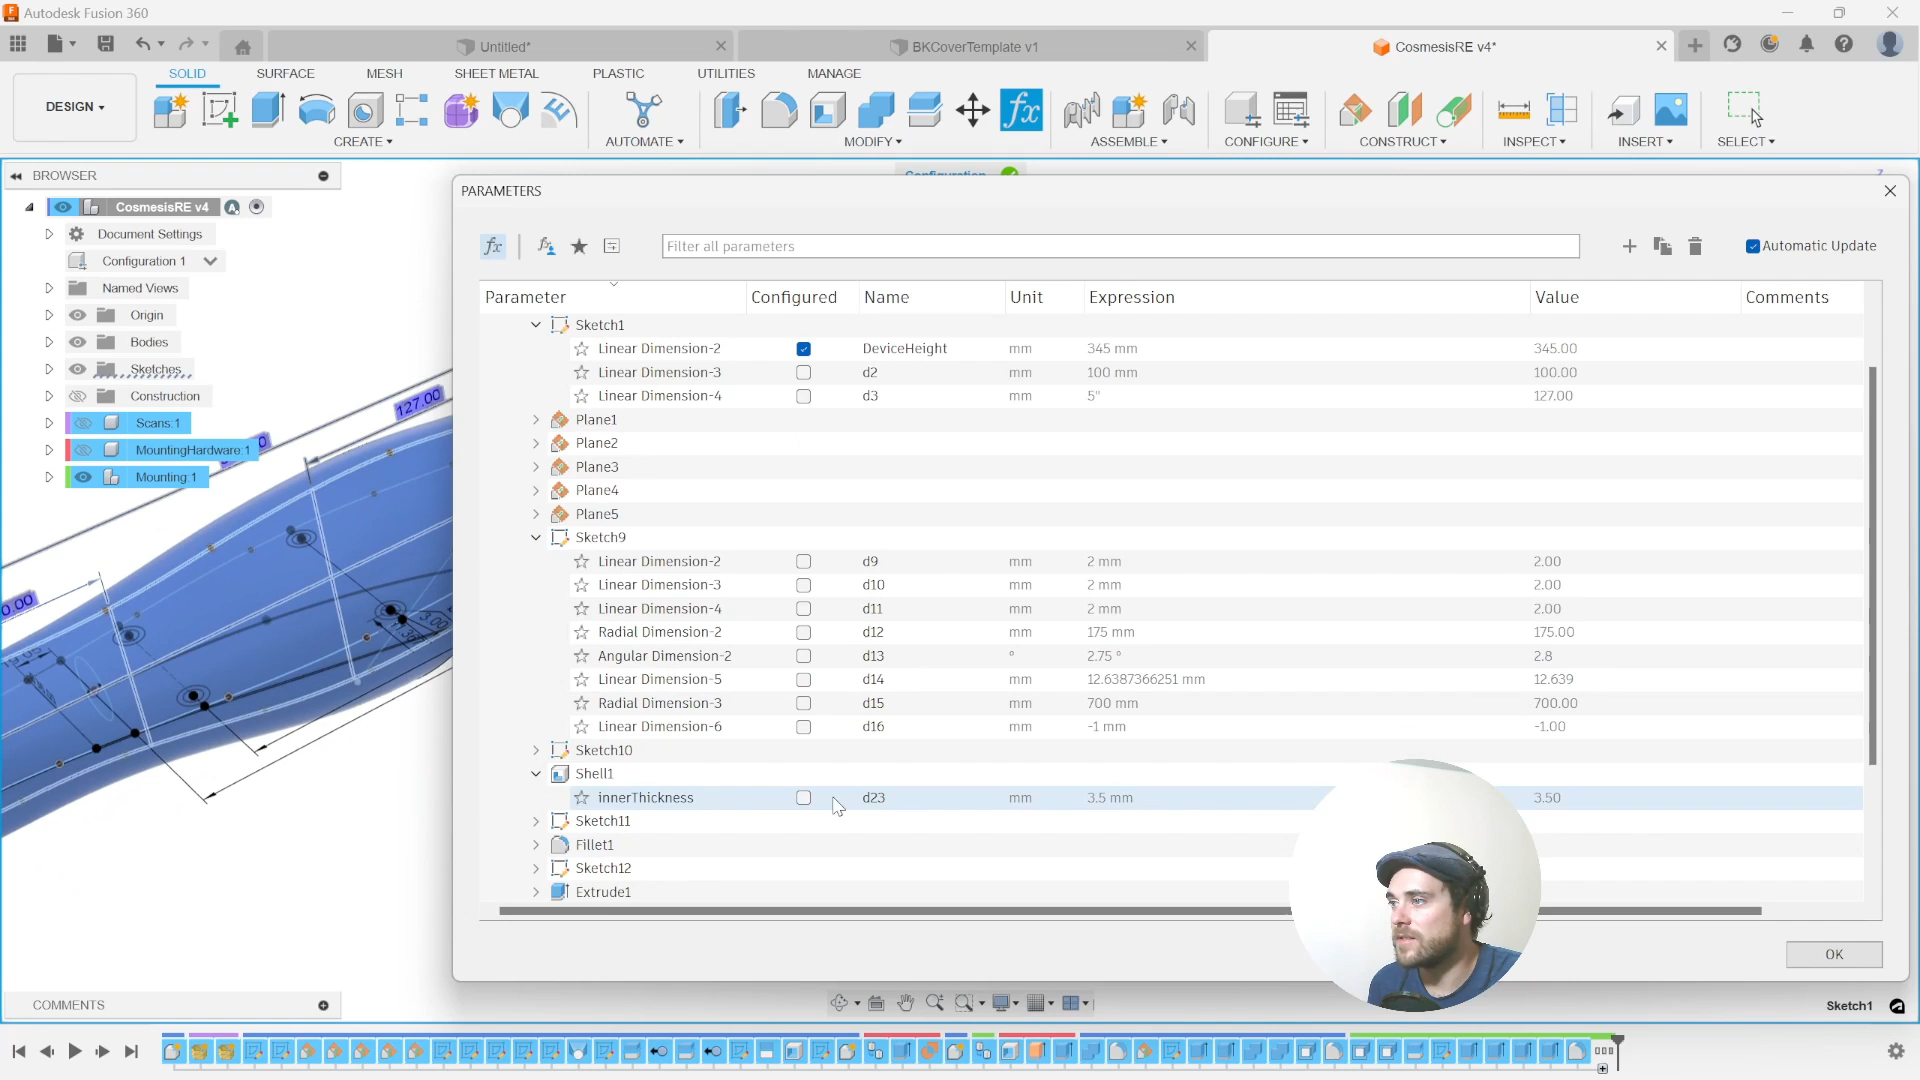 Autodesk Fusion 360
Untitled*
BKCoverTemplate v1
CosmesisRE v4*
DESIGN
SOLID
SURFACE
MESH
SHEET METAL
PLASTIC
UTILITIES
MANAGE
CREATE
AUTOMATE
MODIFY
ASSEMBLE
CONFIGURE
CONSTRUCT
INSPECT
INSERT
SELECT
BROWSER
CosmesisRE v4
Document Settings
Configuration 1
Named Views
Origin
Bodies
Sketches
Construction
Scans:1
MountingHardware:1
Mounting:1
127.00
PARAMETERS
fx
Filter all parameters
Automatic Update
Parameter Configured Name Unit Expression Value Comments
Sketch1
Linear Dimension-2 DeviceHeight mm 345 mm 345.00
Linear Dimension-3 d2 mm 100 mm 100.00
Linear Dimension-4 d3 mm 5" 127.00
Plane1
Plane2
Plane3
Plane4
Plane5
Sketch9
Linear Dimension-2 d9 mm 2 mm 2.00
Linear Dimension-3 d10 mm 2 mm 2.00
Linear Dimension-4 d11 mm 2 mm 2.00
Radial Dimension-2 d12 mm 175 mm 175.00
Angular Dimension-2 d13 ° 2.75 ° 2.8
Linear Dimension-5 d14 mm 12.6387366251 mm 12.639
Radial Dimension-3 d15 mm 700 mm 700.00
Linear Dimension-6 d16 mm -1 mm -1.00
Sketch10
Shell1
innerThickness d23 mm 3.5 mm 3.50
Sketch11
Fillet1
Sketch12
Extrude1
OK
COMMENTS
Sketch1